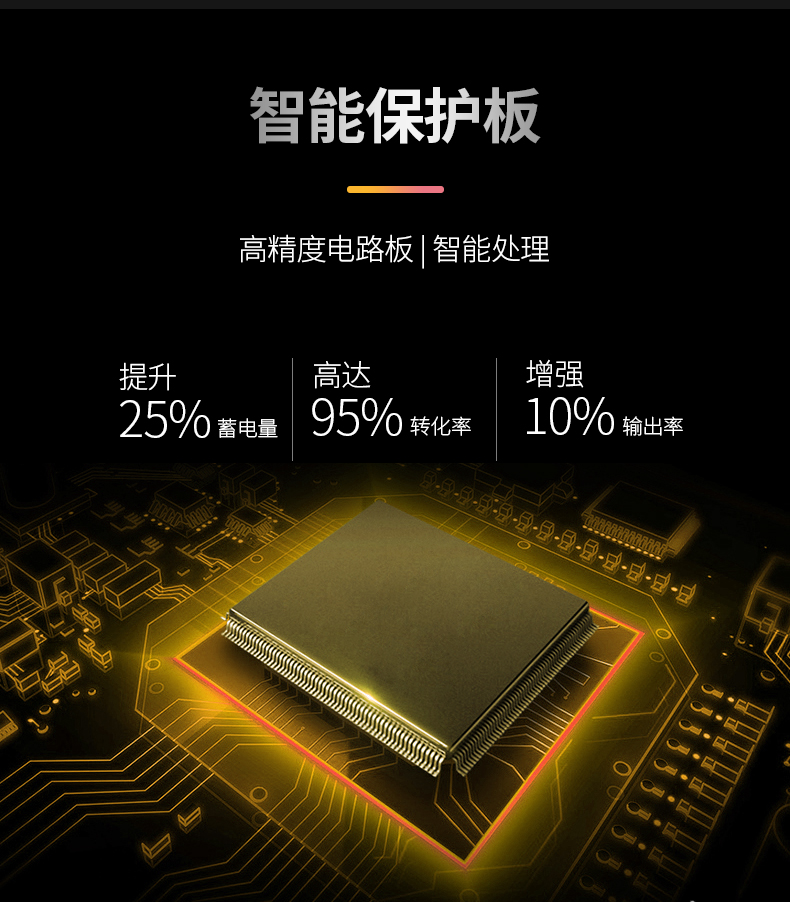 智能保护板
高精度电路板 | 智能处理
提升
25% 蓄电量
高达
95% 转化率
增强
10% 输出率